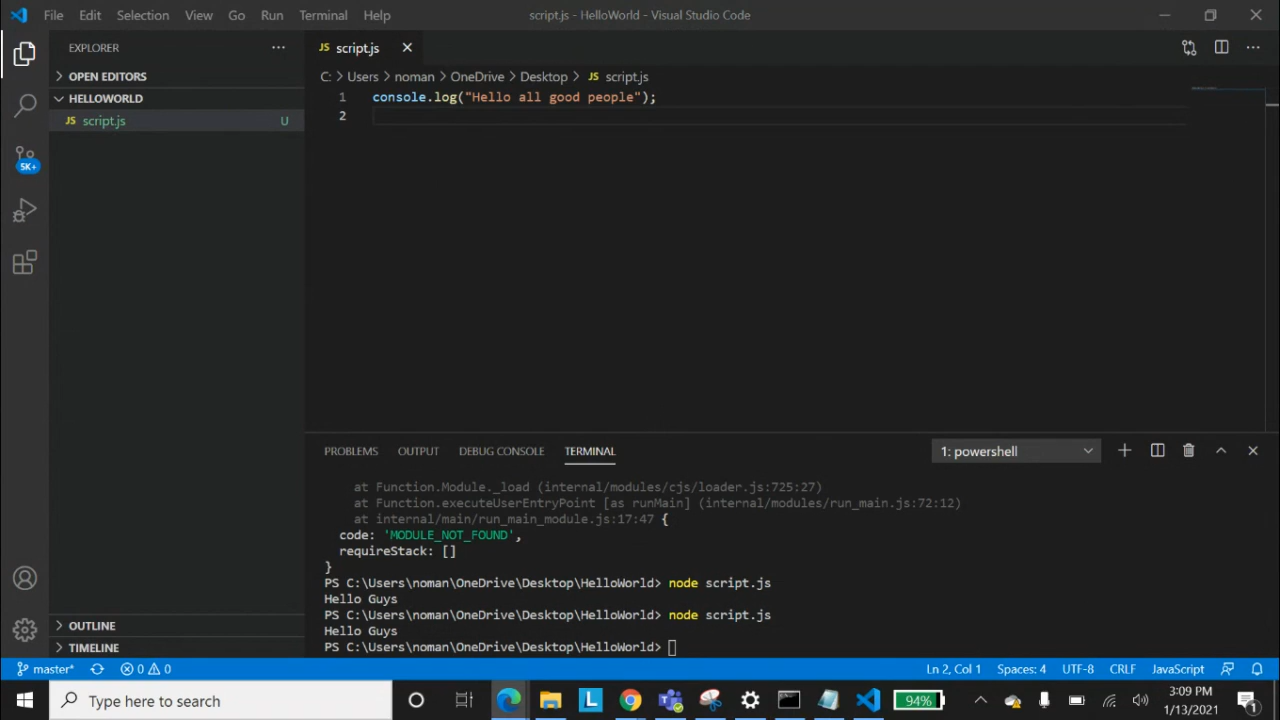 File Edit Selection View Go Run Terminal Help
script.js - HelloWorld - Visual Studio Code
EXPLORER
OPEN EDITORS
HELLOWORLD
JS script.js U
5K+
OUTLINE
TIMELINE
JS script.js
C: > Users > noman > OneDrive > Desktop > JS script.js
1 console.log("Hello all good people");
2
PROBLEMS OUTPUT DEBUG CONSOLE TERMINAL
1: powershell
at Function.Module._load (internal/modules/cjs/loader.js:725:27)
at Function.executeUserEntryPoint [as runMain] (internal/modules/run_main.js:72:12)
at internal/main/run_main_module.js:17:47 {
code: 'MODULE_NOT_FOUND',
requireStack: []
}
PS C:\Users\noman\OneDrive\Desktop\HelloWorld> node script.js
Hello Guys
PS C:\Users\noman\OneDrive\Desktop\HelloWorld> node script.js
Hello Guys
PS C:\Users\noman\OneDrive\Desktop\HelloWorld>
master* 0 0 Ln 2, Col 1 Spaces: 4 UTF-8 CRLF JavaScript
Type here to search
L
94%
3:09 PM
1/13/2021
1